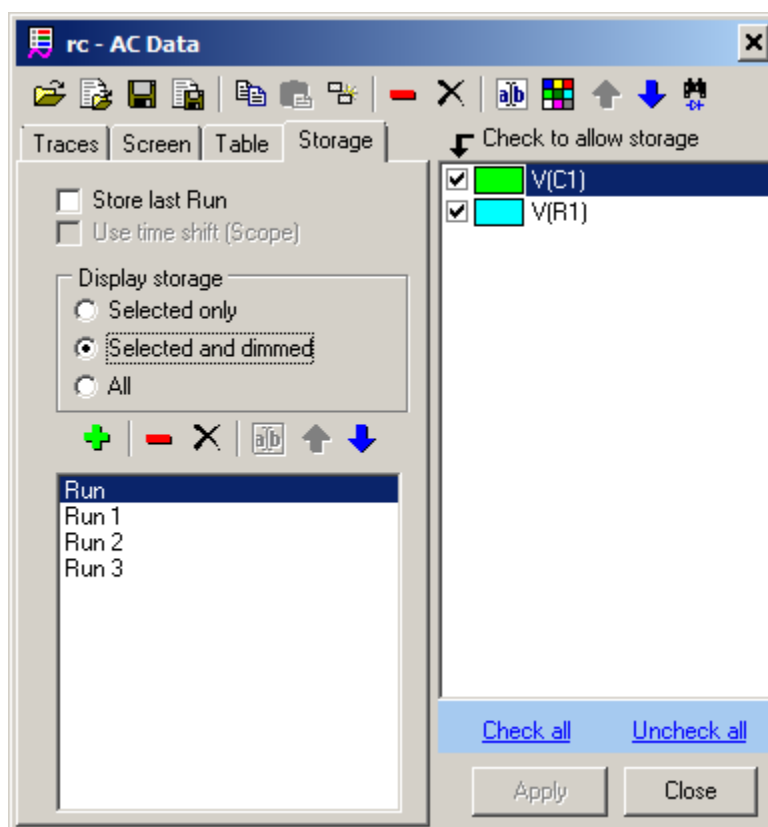 rc - AC Data
Traces
Screen
Table
Storage
Store last Run
Use time shift (Scope)
Display storage
Selected only
Selected and dimmed
All
Run
Run 1
Run 2
Run 3
Check to allow storage
V(C1)
V(R1)
Check all
Uncheck all
Apply
Close